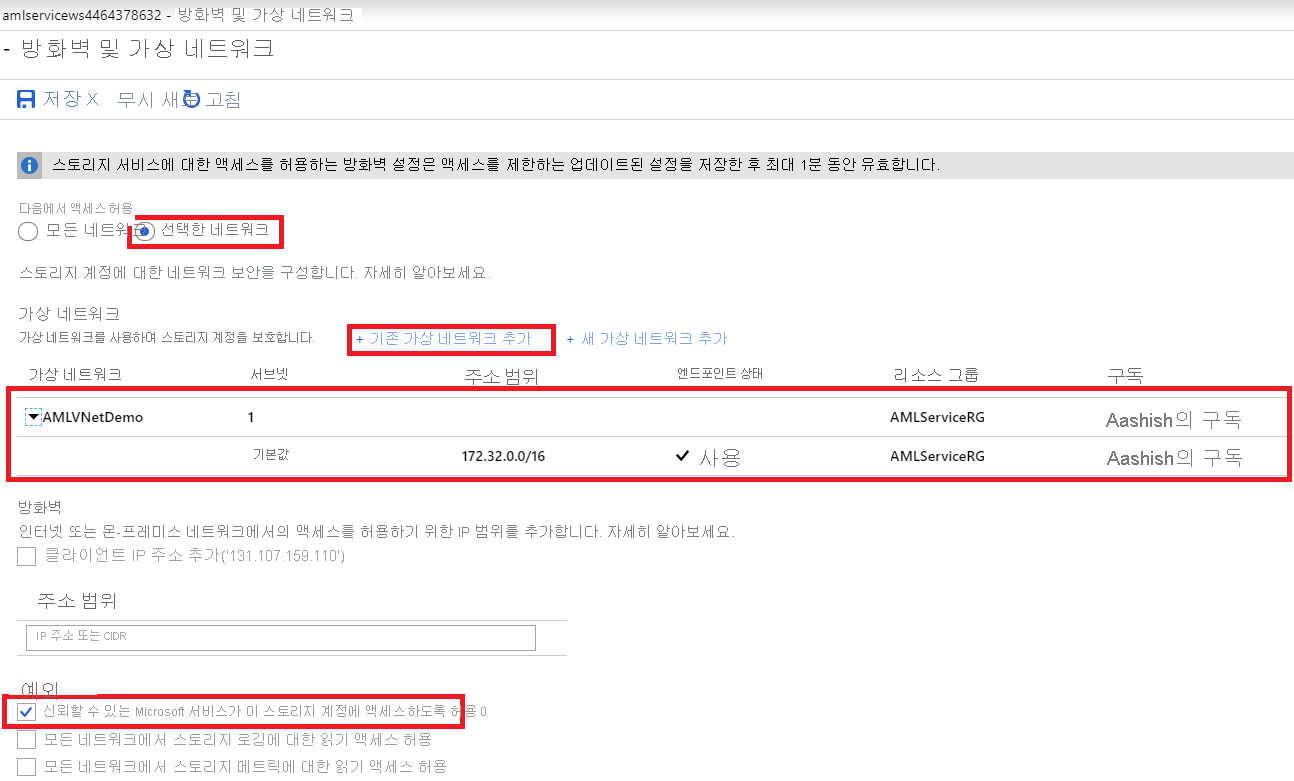 amlservicews4464378632 - 방화벽 및 가상 네트워크
- 방화벽 및 가상 네트워크
저장 X 무시 새로 고침
스토리지 서비스에 대한 액세스를 허용하는 방화벽 설정은 액세스를 제한하는 업데이트된 설정을 저장한 후 최대 1분 동안 유효합니다.
다음에서 액세스 허용
모든 네트워크 선택한 네트워크
스토리지 계정에 대한 네트워크 보안을 구성합니다. 자세히 알아보세요.
가상 네트워크
가상 네트워크를 사용하여 스토리지 계정을 보호합니다. + 기존 가상 네트워크 추가 + 새 가상 네트워크 추가
가상 네트워크 서브넷 주소 범위 엔드포인트 상태 리소스 그룹 구독
AMLVNetDemo 1 AMLServiceRG Aashish의 구독
기본값 172.32.0.0/16 사용 AMLServiceRG Aashish의 구독
방화벽
인터넷 또는 온-프레미스 네트워크에서의 액세스를 허용하기 위한 IP 범위를 추가합니다. 자세히 알아보세요.
클라이언트 IP 주소 추가('131.107.159.110')
주소 범위
IP 주소 또는 CIDR
예외
신뢰할 수 있는 Microsoft 서비스가 이 스토리지 계정에 액세스하도록 허용 0
모든 네트워크에서 스토리지 로깅에 대한 읽기 액세스 허용
모든 네트워크에서 스토리지 메트릭에 대한 읽기 액세스 허용